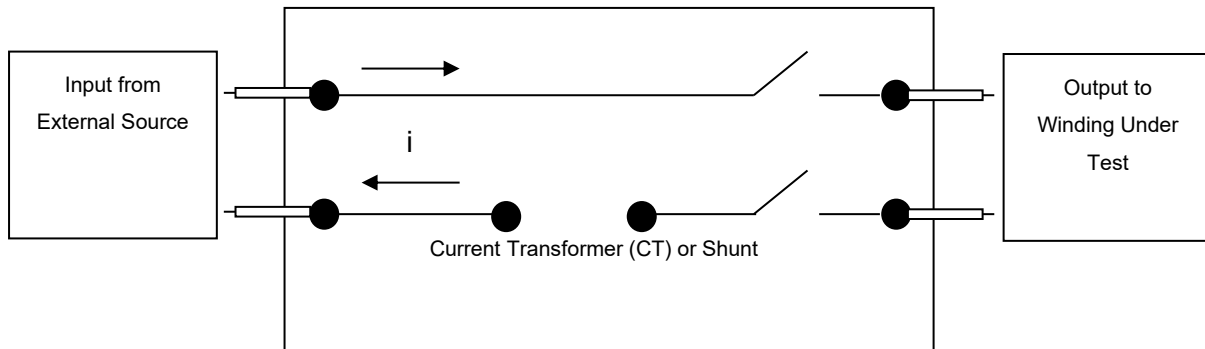 Input from
External Source
i
Current Transformer (CT) or Shunt
Output to
Winding Under
Test